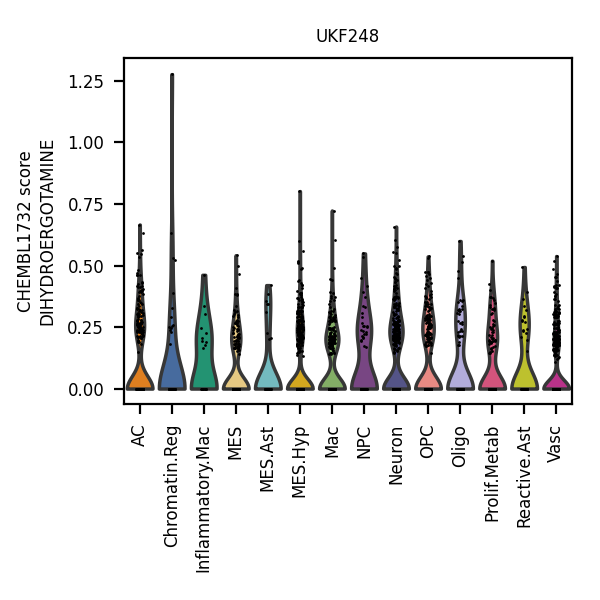 UKF248
CHEMBL1732 score
DIHYDROERGOTAMINE
1.25
1.00
0.75
0.50
0.25
0.00
AC
Chromatin.Reg
Inflammatory.Mac
MES
MES.Ast
MES.Hyp
Mac
NPC
Neuron
OPC
Oligo
Prolif.Metab
Reactive.Ast
Vasc